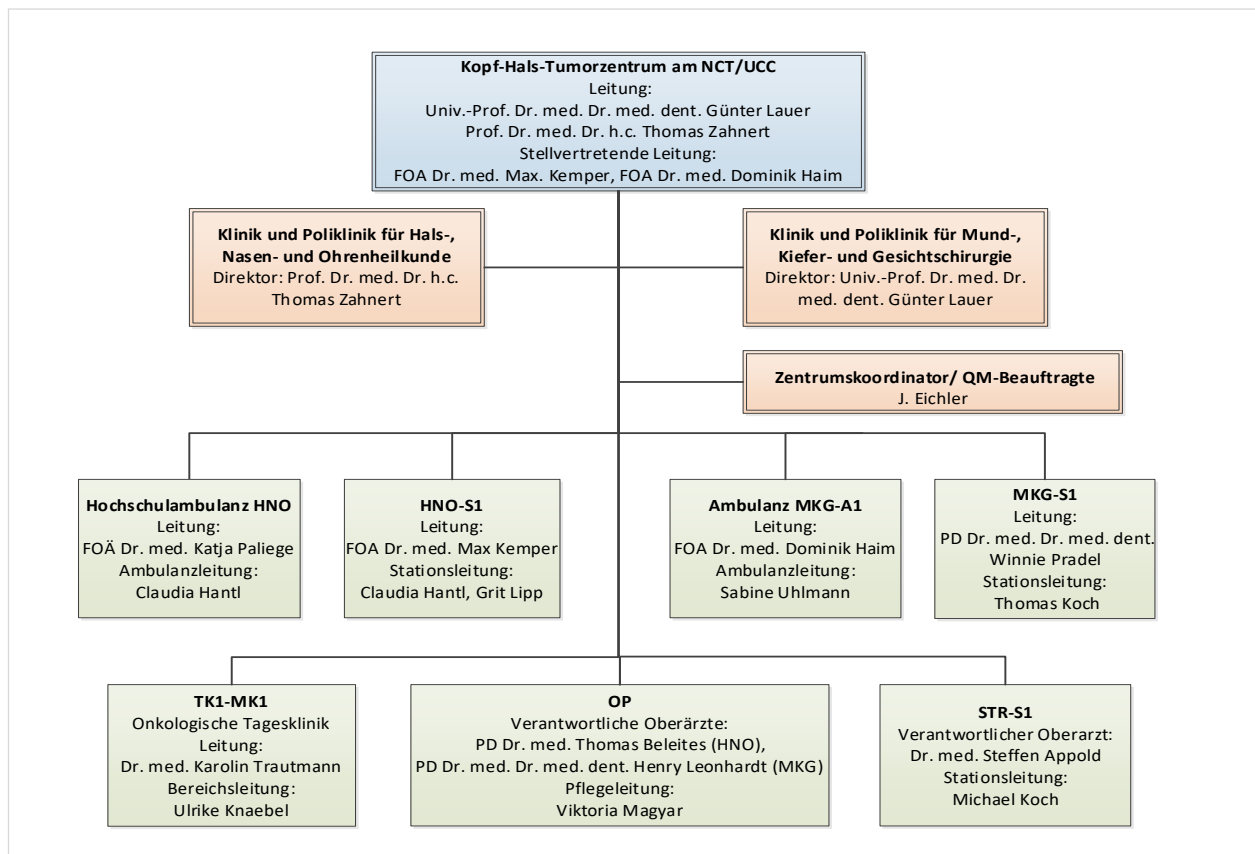 Kopf-Hals-Tumorzentrum am NCT/UCC
Leitung:
Univ.-Prof. Dr. med. Dr. med. dent. Günter Lauer
Prof. Dr. med. Dr. h.c. Thomas Zahnert
Stellvertretende Leitung:
FOA Dr. med. Max. Kemper, FOA Dr. med. Dominik Haim
Klinik und Poliklinik für Hals-,
Nasen- und Ohrenheilkunde
Direktor: Prof. Dr. med. Dr. h.c.
Thomas Zahnert
Klinik und Poliklinik für Mund-,
Kiefer- und Gesichtschirurgie
Direktor: Univ.-Prof. Dr. med. Dr.
med. dent. Günter Lauer
Zentrumskoordinator/ QM-Beauftragte
J. Eichler
Hochschulambulanz HNO
Leitung:
FOÄ Dr. med. Katja Paliege
Ambulanzleitung:
Claudia Hantl
HNO-S1
Leitung:
FOA Dr. med. Max Kemper
Stationsleitung:
Claudia Hantl, Grit Lipp
Ambulanz MKG-A1
Leitung:
FOA Dr. med. Dominik Haim
Ambulanzleitung:
Sabine Uhlmann
MKG-S1
Leitung:
PD Dr. med. Dr. med. dent.
Winnie Pradel
Stationsleitung:
Thomas Koch
TK1-MK1
Onkologische Tagesklinik
Leitung:
Dr. med. Karolin Trautmann
Bereichsleitung:
Ulrike Knaebel
OP
Verantwortliche Oberärzte:
PD Dr. med. Thomas Beleites (HNO),
PD Dr. med. Dr. med. dent. Henry Leonhardt (MKG)
Pflegeleitung:
Viktoria Magyar
STR-S1
Verantwortlicher Oberarzt:
Dr. med. Steffen Appold
Stationsleitung:
Michael Koch